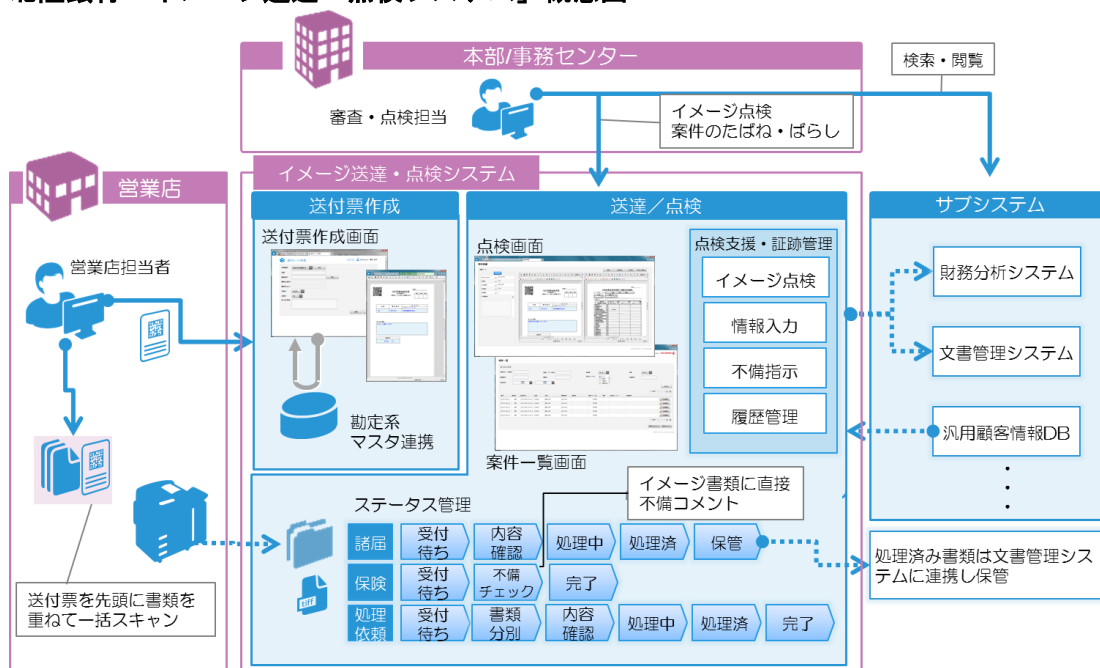 本部/事務センター
検索・閲覧
審査・点検担当
イメージ点検
案件のたばね・ばらし
営業店
イメージ送達・点検システム
送付票作成
送達／点検
サブシステム
営業店担当者
送付票作成画面
点検画面
点検支援・証跡管理
イメージ点検
情報入力
不備指示
履歴管理
財務分析システム
文書管理システム
汎用顧客情報DB
・
・
・
勘定系
マスタ連携
案件一覧画面
イメージ書類に直接
不備コメント
ステータス管理
諸届
受付
待ち
内容
確認
処理中
処理済
保管
保険
受付
待ち
不備
チェック
完了
tiff
処理
依頼
受付
待ち
書類
分別
内容
確認
処理中
処理済
完了
処理済み書類は文書管理シス
テムに連携し保管
送付票を先頭に書類を
重ねて一括スキャン